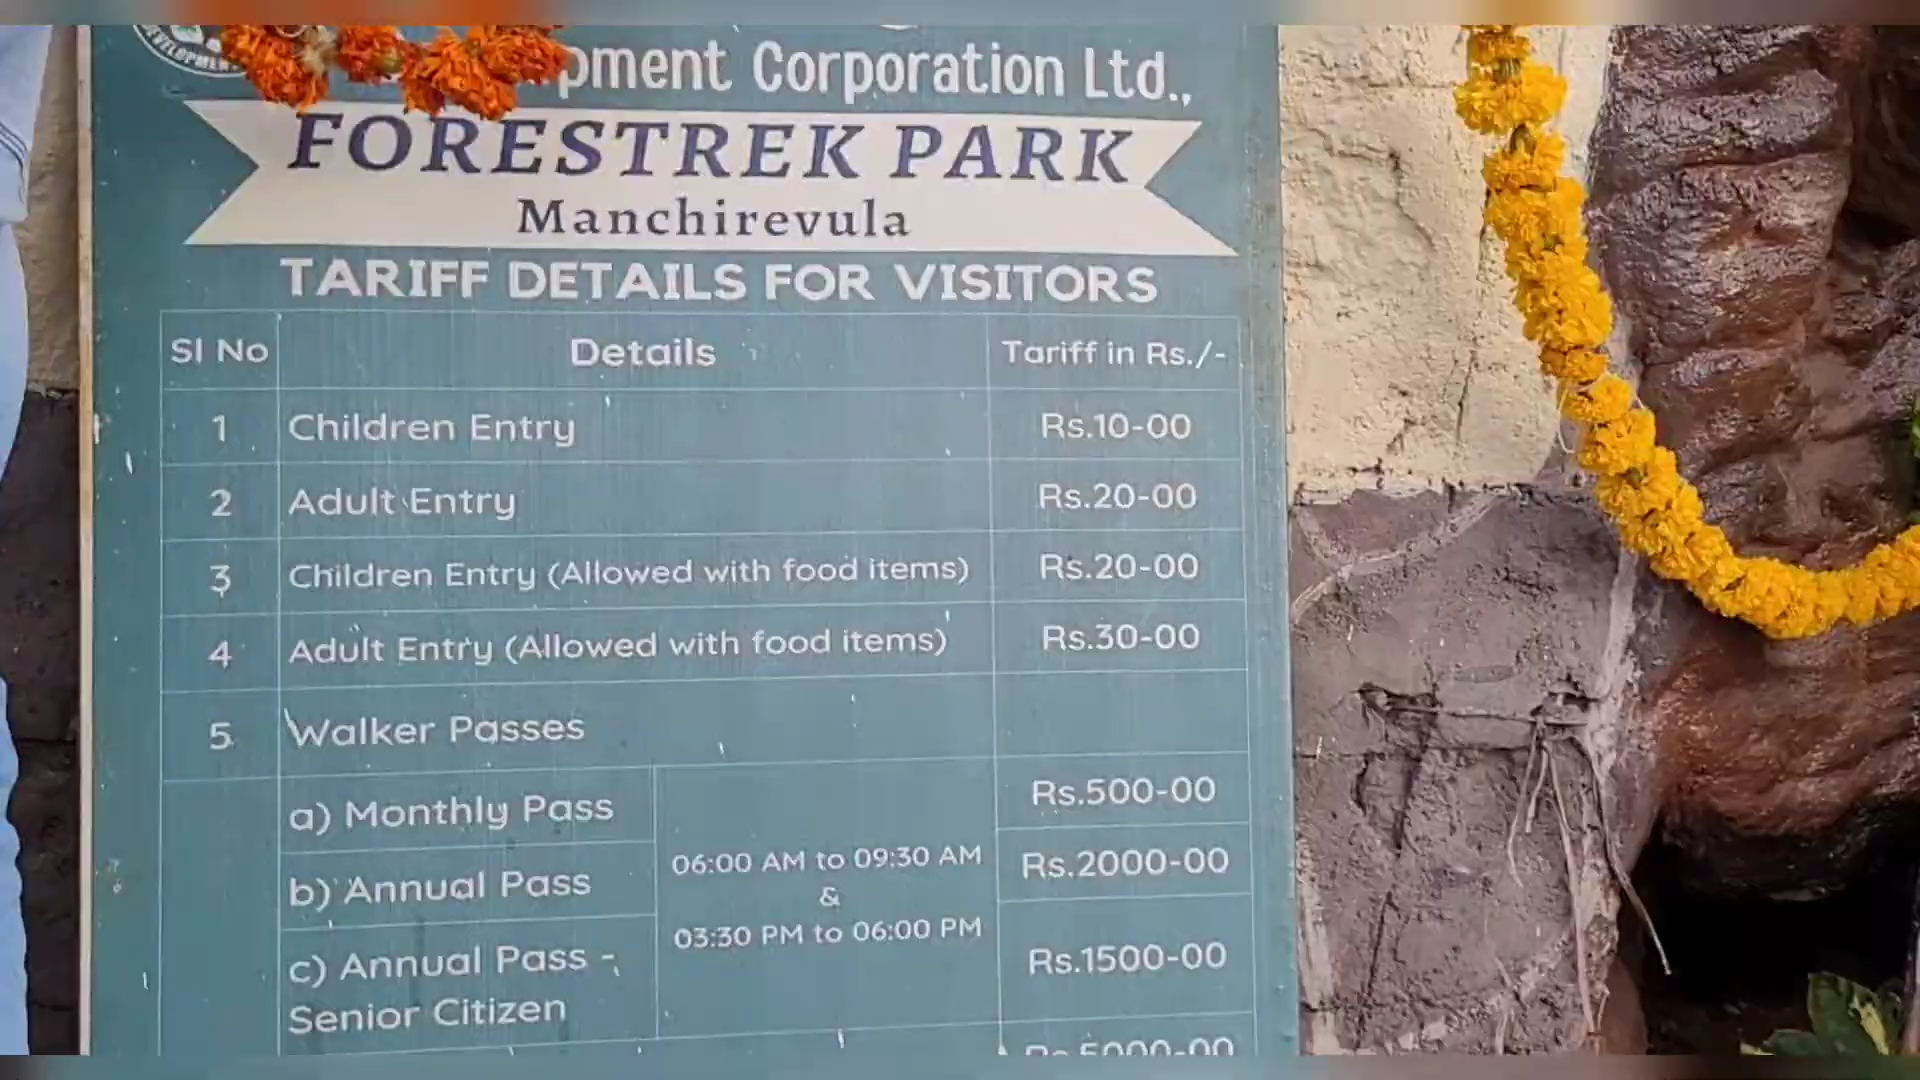 Corporation Ltd.,
FORESTREK PARK
Manchirevula
TARIFF DETAILS FOR VISITORS
Sl No Details Tariff in Rs./-
1 Children Entry Rs.10-00
2 Adult Entry Rs.20-00
3 Children Entry (Allowed with food items) Rs.20-00
4 Adult Entry (Allowed with food items) Rs.30-00
5 Walker Passes
a) Monthly Pass Rs.500-00
b) Annual Pass Rs.2000-00
06:00 AM to 09:30 AM
&
03:30 PM to 06:00 PM
c) Annual Pass - Rs.1500-00
Senior Citizen
Rs.5000-00